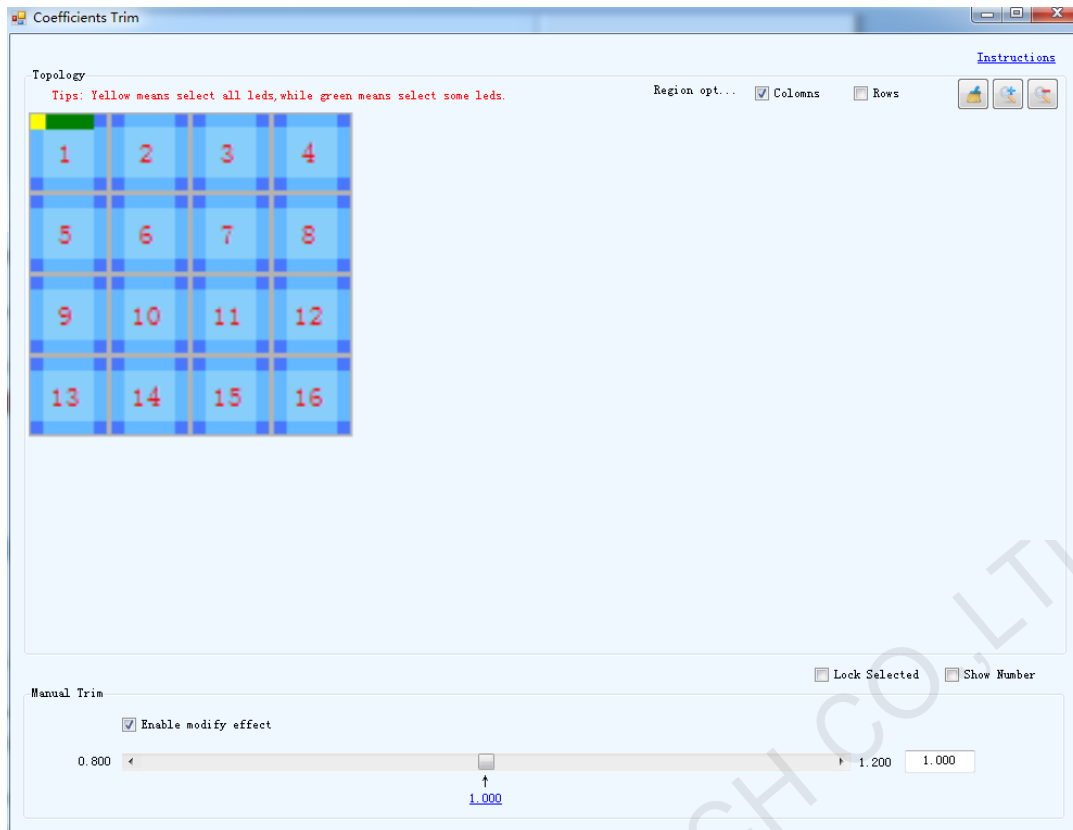 Coefficients Trim
Instructions
Topology
Tips: Yellow means select all leds,while green means select some leds.
Region opt... Colomns Rows
1 2 3 4
5 6 7 8
9 10 11 12
13 14 15 16
Lock Selected Show Number
Manual Trim
Enable modify effect
0.800 1.200 1.000
1.000
CH CO.,LT